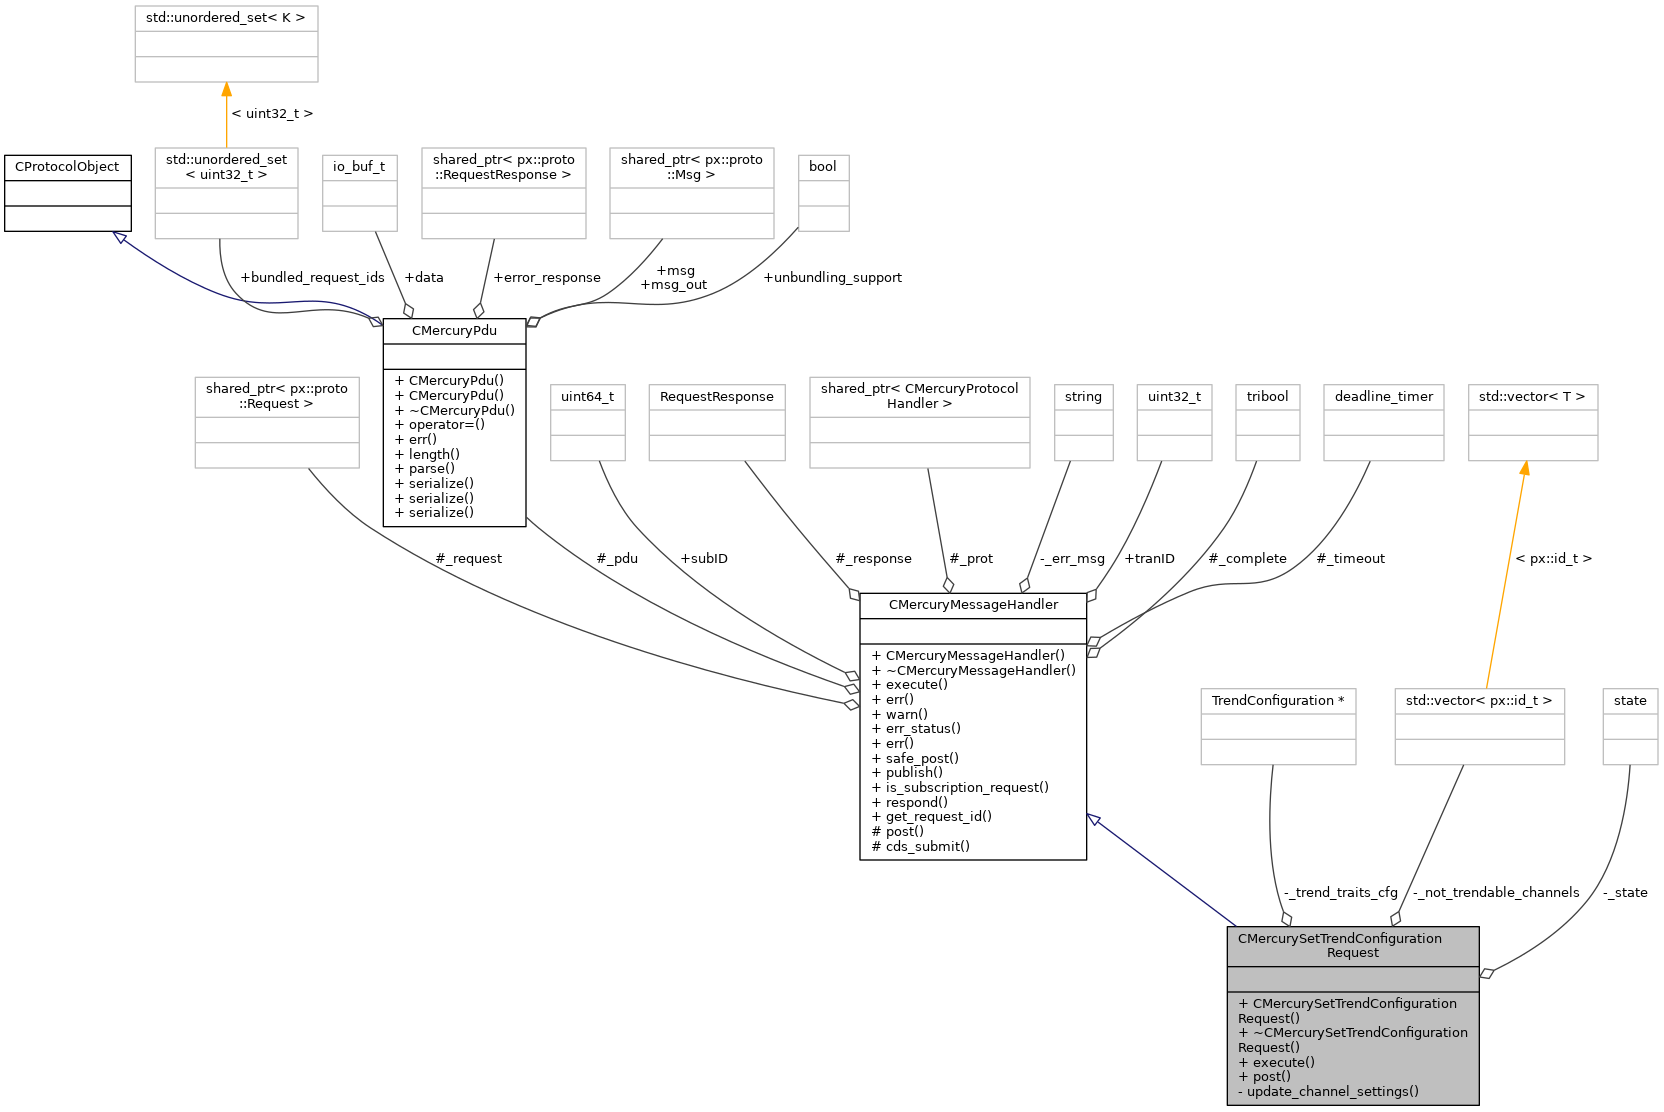 std::unordered_set< K >
< uint32_t >
CProtocolObject
std::unordered_set
< uint32_t >
io_buf_t
shared_ptr< px::proto
::RequestResponse >
shared_ptr< px::proto
::Msg >
bool
+bundled_request_ids
+data
+error_response
+msg
+msg_out
+unbundling_support
CMercuryPdu
+ CMercuryPdu()
+ CMercuryPdu()
+ ~CMercuryPdu()
+ operator=()
+ err()
+ length()
+ parse()
+ serialize()
+ serialize()
+ serialize()
shared_ptr< px::proto
::Request >
uint64_t
RequestResponse
shared_ptr< CMercuryProtocol
Handler >
string
uint32_t
tribool
deadline_timer
std::vector< T >
#_request
#_pdu
+subID
#_response
#_prot
-_err_msg
+tranID
#_complete
#_timeout
< px::id_t >
CMercuryMessageHandler
+ CMercuryMessageHandler()
+ ~CMercuryMessageHandler()
+ execute()
+ err()
+ warn()
+ err_status()
+ err()
+ safe_post()
+ publish()
+ is_subscription_request()
+ respond()
+ get_request_id()
# post()
# cds_submit()
TrendConfiguration *
std::vector< px::id_t >
state
-_trend_traits_cfg
-_not_trendable_channels
-_state
CMercurySetTrendConfiguration
Request
+ CMercurySetTrendConfiguration
Request()
+ ~CMercurySetTrendConfiguration
Request()
+ execute()
+ post()
- update_channel_settings()